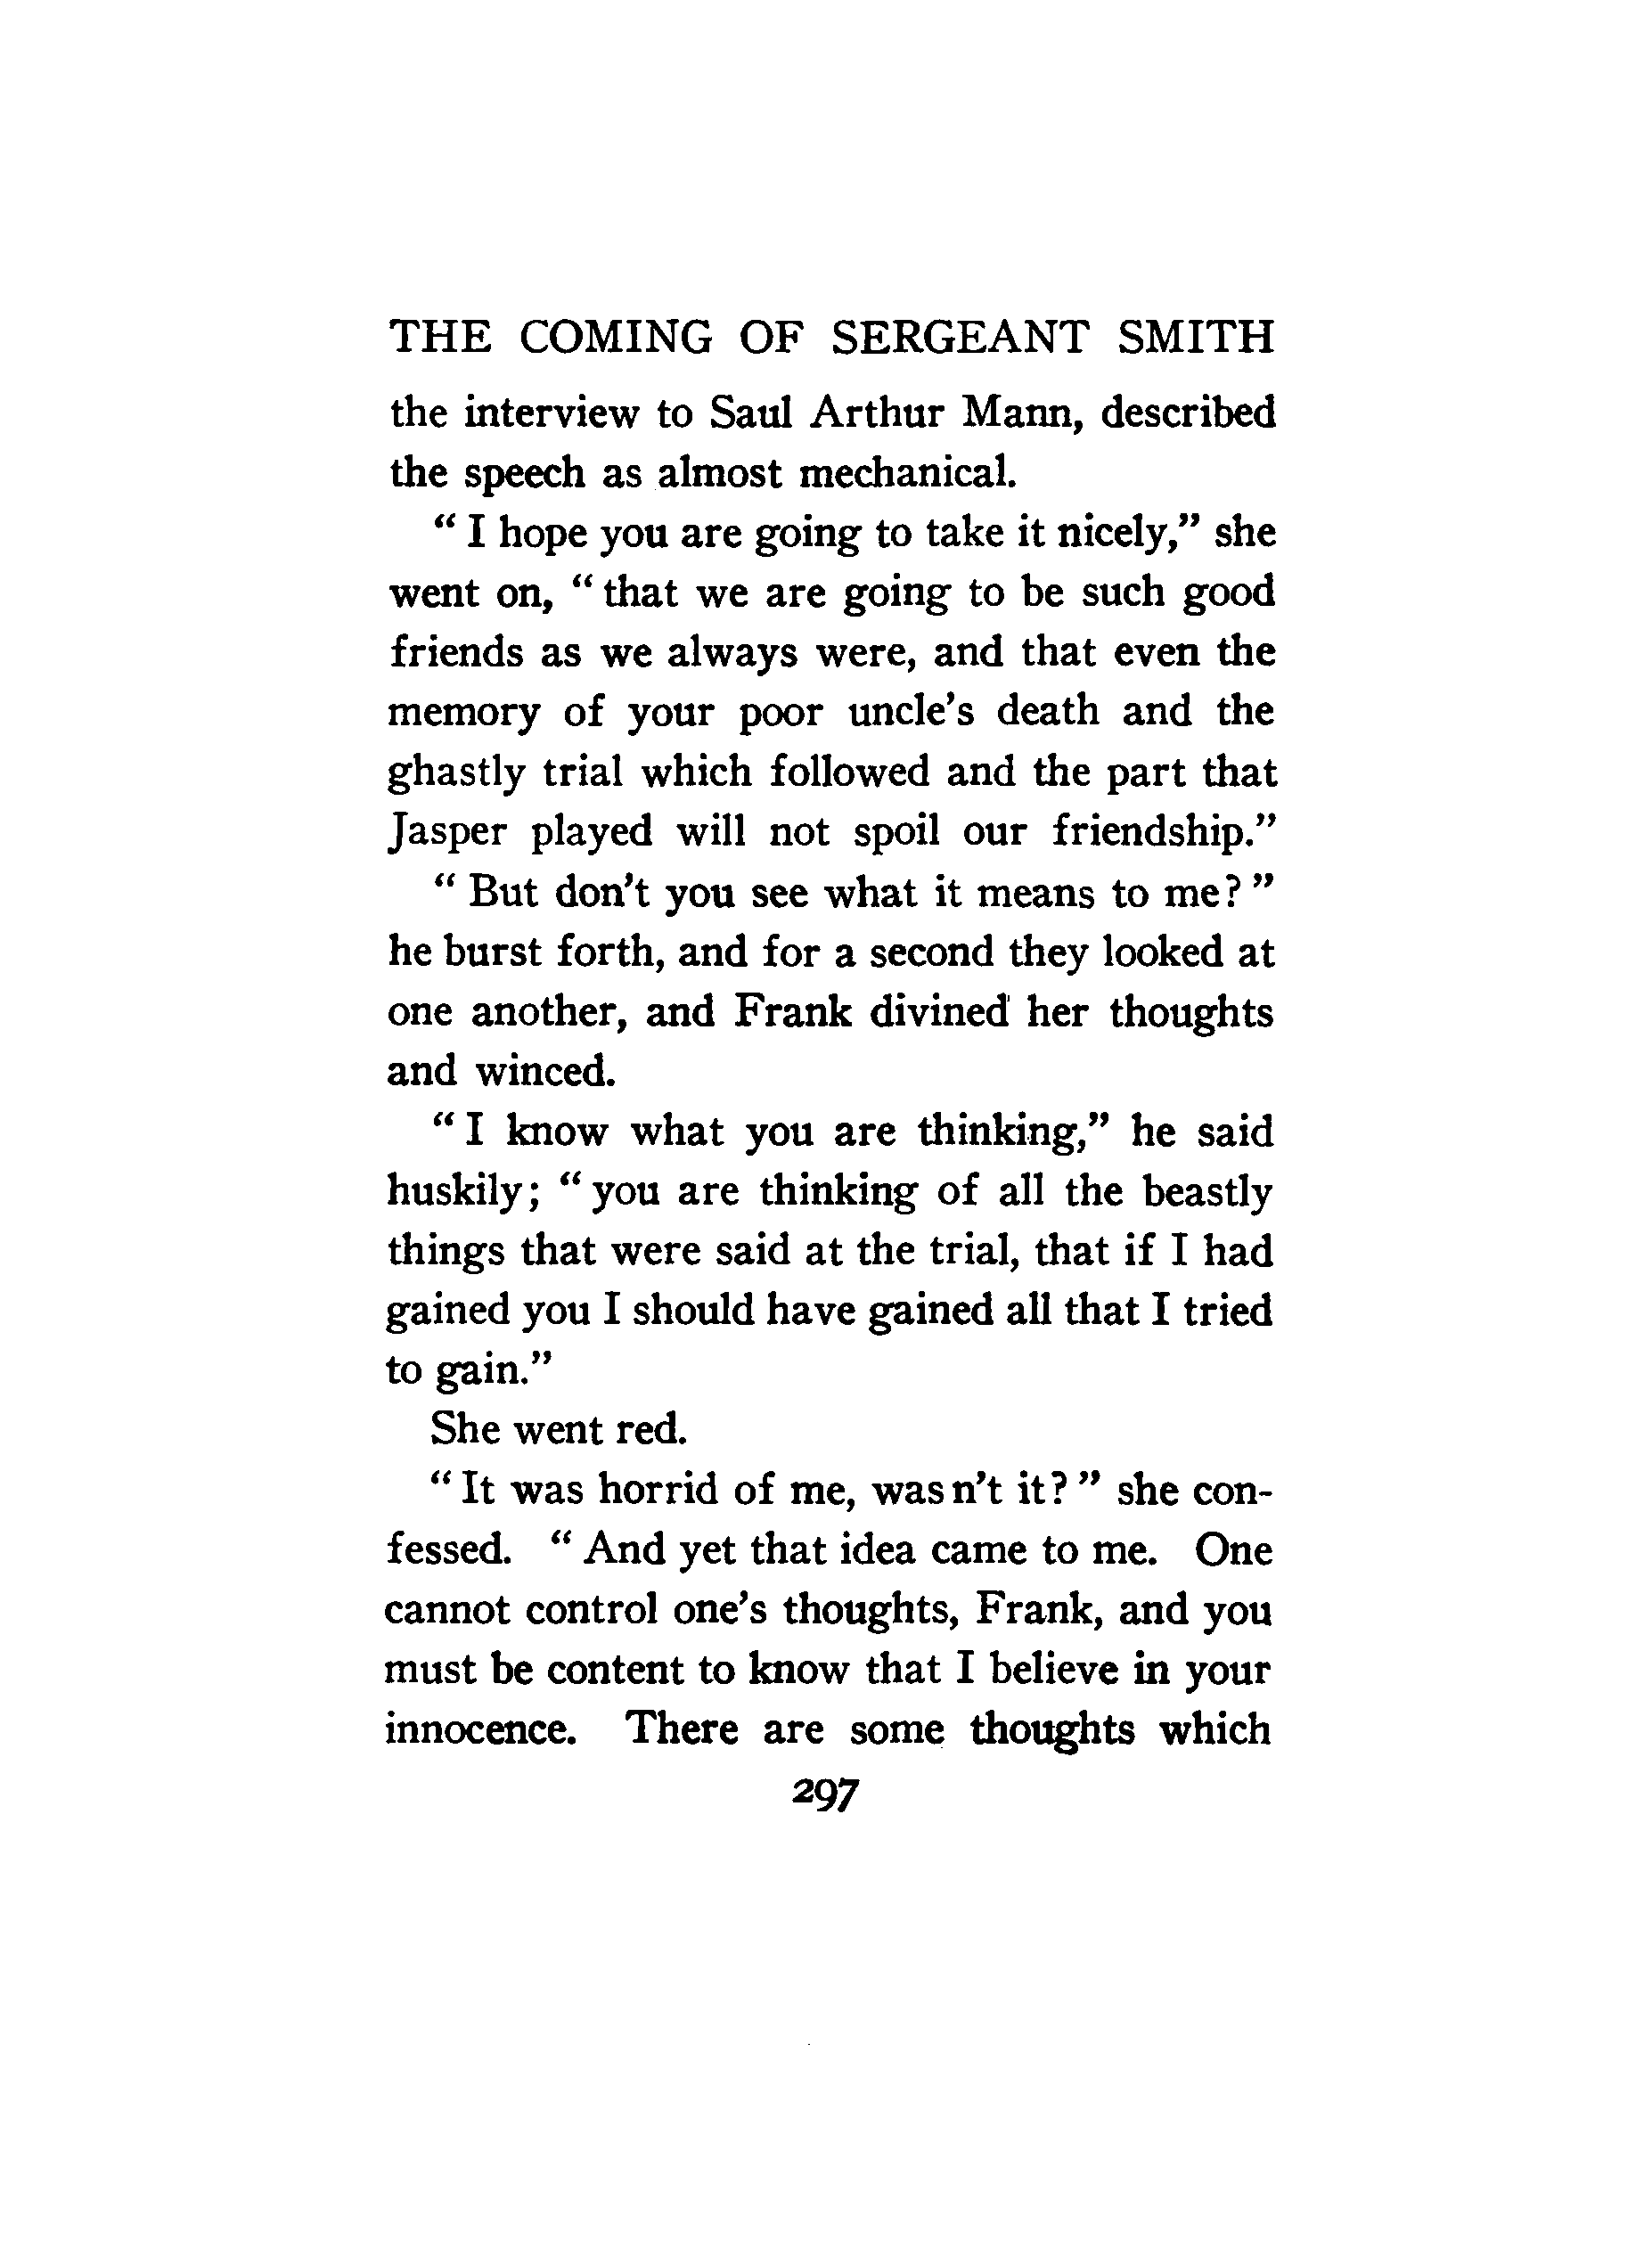 THE COMING OF SERGEANT SMITH
the interview to Saul Arthur Mann, described
the speech as almost mechanical.
“ I hope you are going to take it nicely,” she
went on, “ that we are going to be such good
friends as we always were, and that even the
memory of your poor uncle’s death and the
ghastly trial which followed and the part that
Jasper played will not spoil our friendship.”
“ But don’t you see what it means to me? ”
he burst forth, and for a second they looked at
one another, and Frank divined her thoughts
and winced.
“ I know what you are thinking,” he said
huskily; “ you are thinking of all the beastly
things that were said at the trial, that if I had
gained you I should have gained all that I tried
to gain.”
She went red.
“ It was horrid of me, wasn’t it? ” she con-
fessed. “ And yet that idea came to me. One
cannot control one’s thoughts, Frank, and you
must be content to know that I believe in your
innocence. There are some thoughts which
297